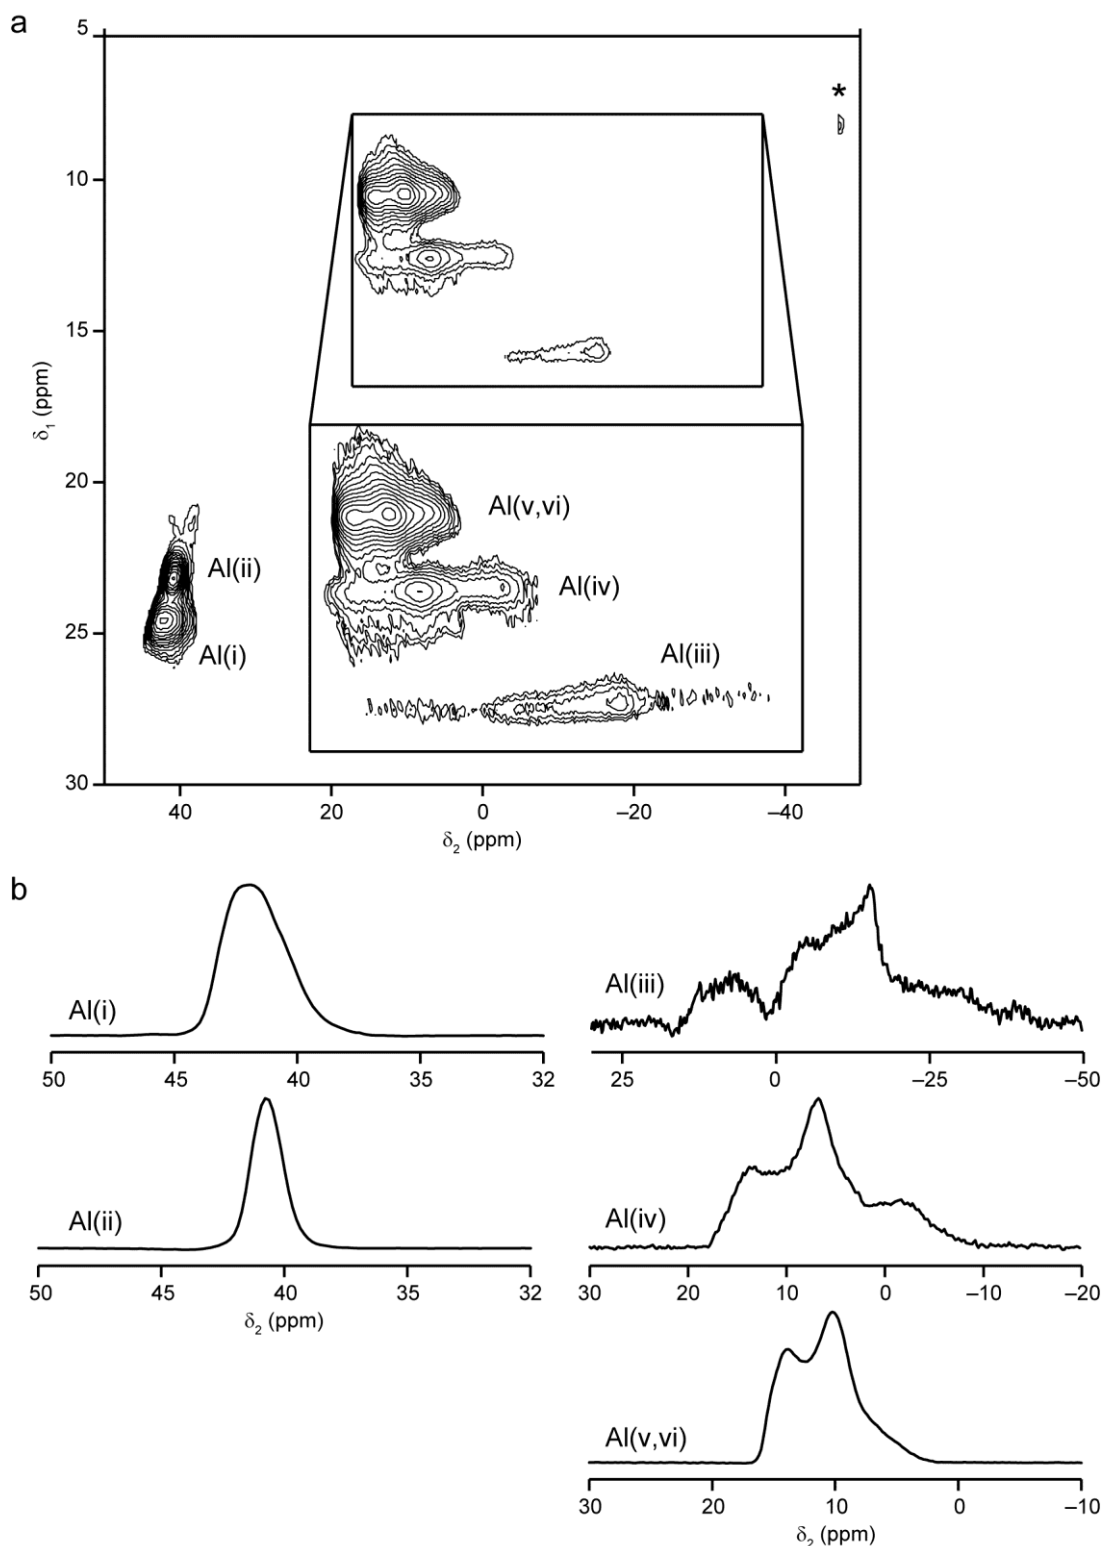 a
5
*
10
15
δ1 (ppm)
20
Al(v,vi)
Al(ii)
Al(iv)
25
Al(i)
Al(iii)
30
40 20 0 –20 –40
δ2 (ppm)
b
Al(i)
50 45 40 35 32
Al(iii)
25 0 –25 –50
Al(ii)
50 45 40 35 32
δ2 (ppm)
Al(iv)
30 20 10 0 –10 –20
Al(v,vi)
30 20 10 0 –10
δ2 (ppm)